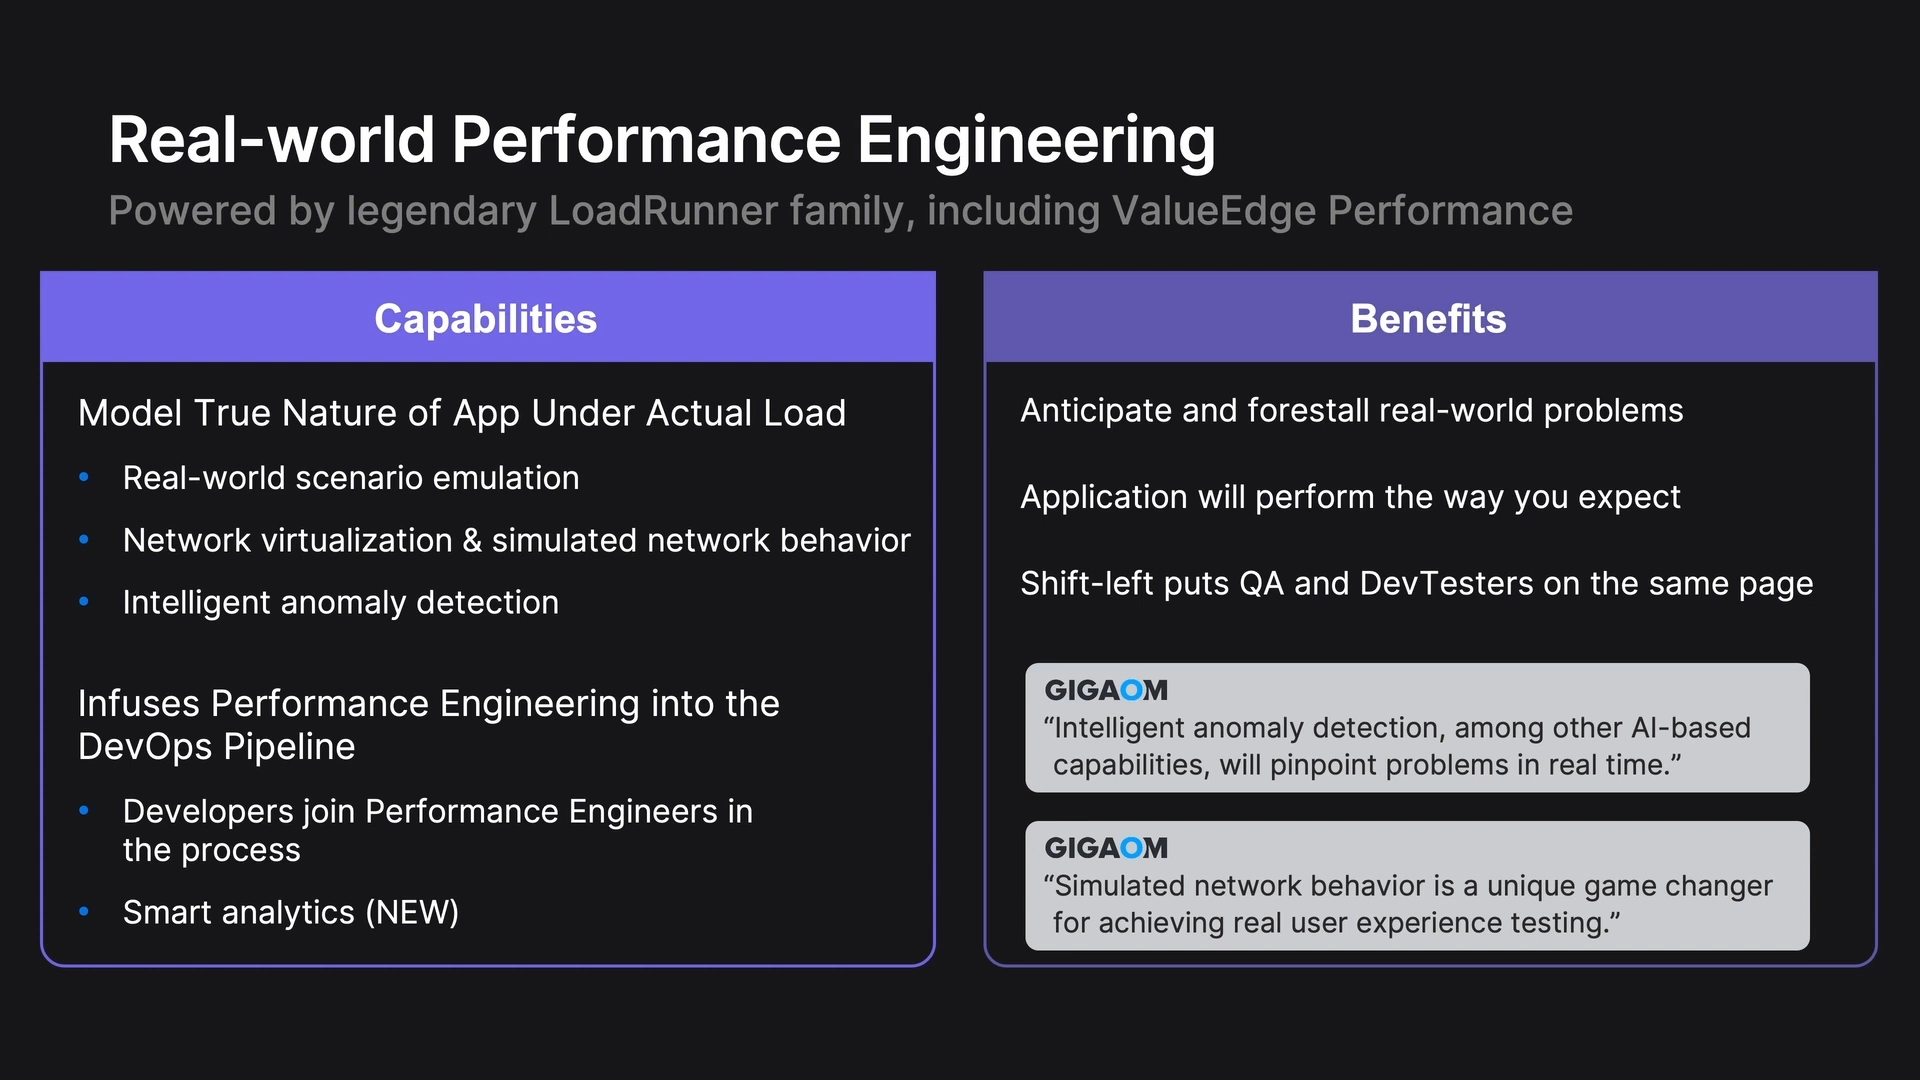 Real-world Performance Engineering
Powered by legendary LoadRunner family, including ValueEdge Performance
Capabilities
Model True Nature of App Under Actual Load
• Real-world scenario emulation
• Network virtualization & simulated network behavior
• Intelligent anomaly detection
Infuses Performance Engineering into the
DevOps Pipeline
• Developers join Performance Engineers in
the process
• Smart analytics (NEW)
Benefits
Anticipate and forestall real-world problems
Application will perform the way you expect
Shift-left puts QA and DevTesters on the same page
GIGAOM
“Intelligent anomaly detection, among other AI-based
capabilities, will pinpoint problems in real time.”
GIGAOM
“Simulated network behavior is a unique game changer
for achieving real user experience testing.”